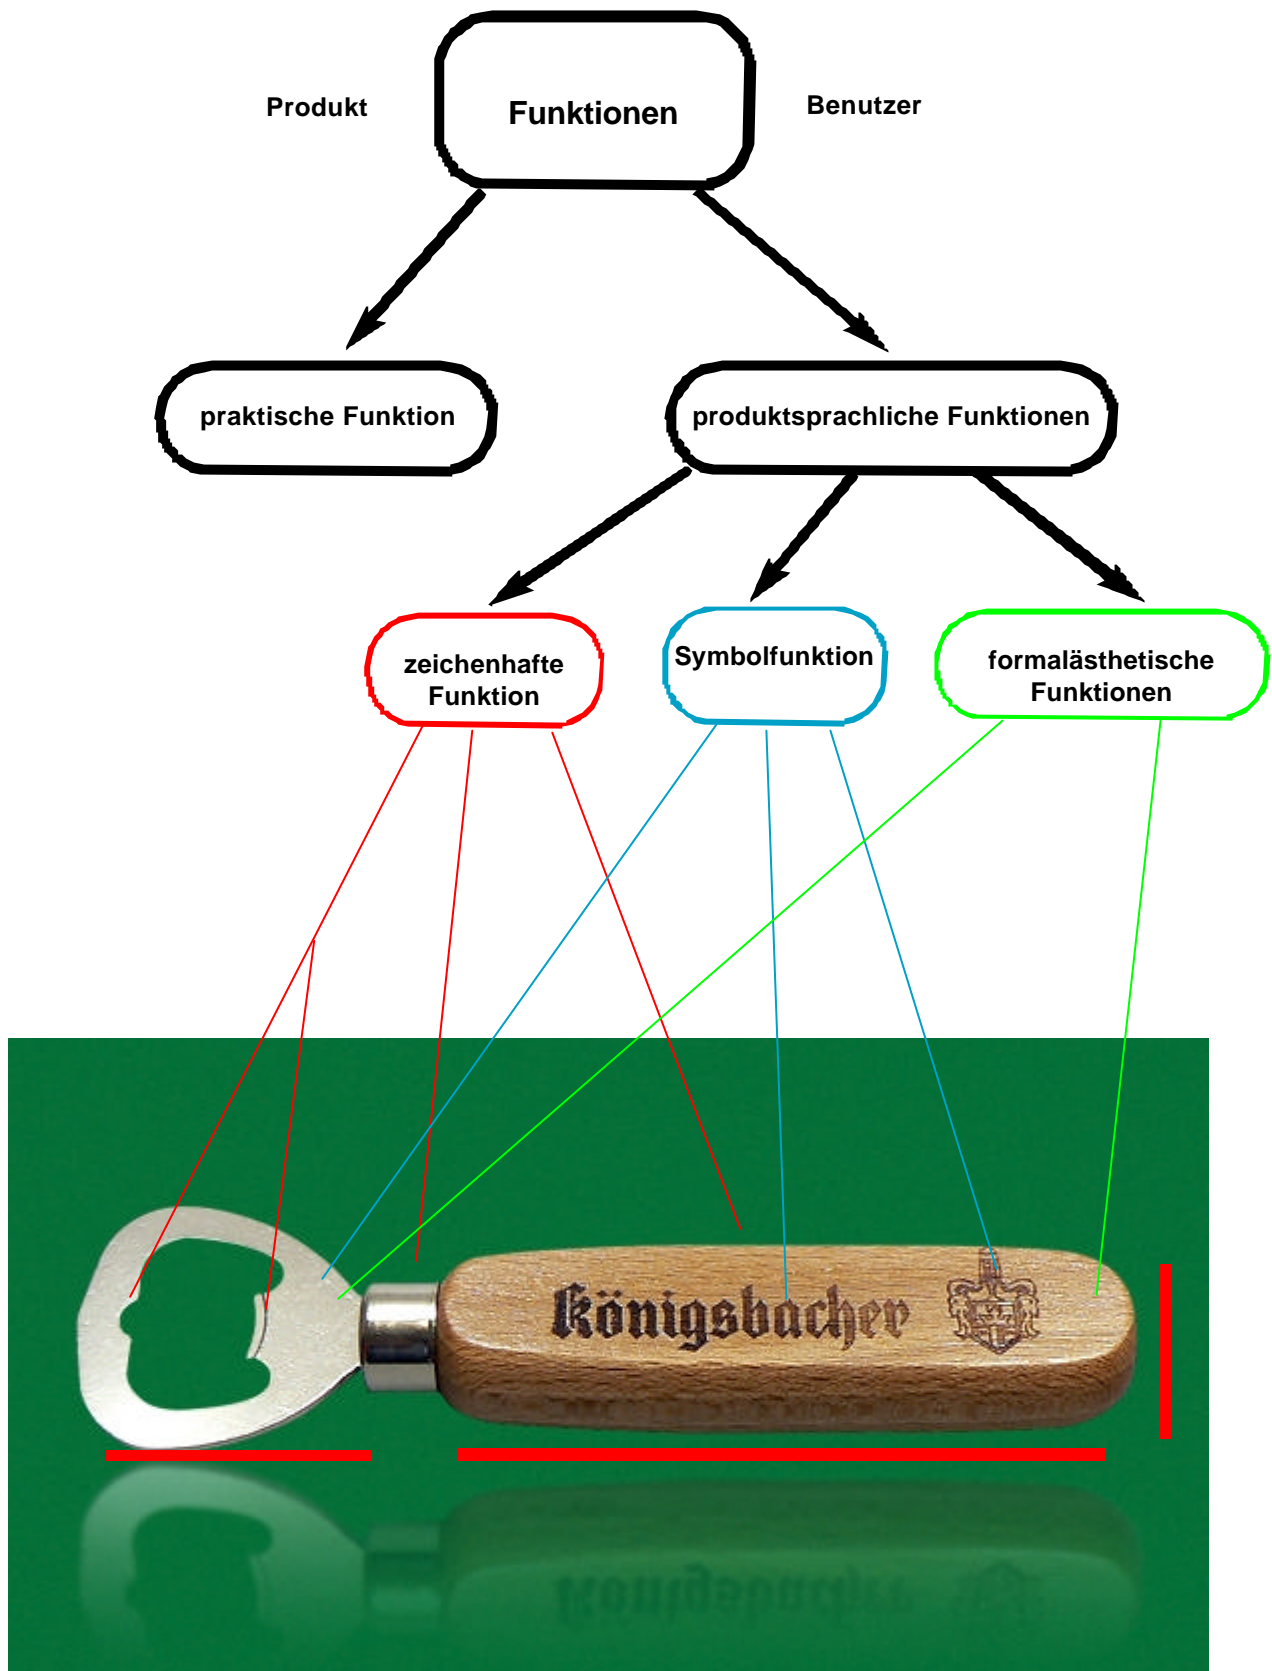 Produkt
Funktionen
Benutzer
praktische Funktion
produktsprachliche Funktionen
zeichenhafte
Funktion
Symbolfunktion
formalästhetische
Funktionen
Königsbacher